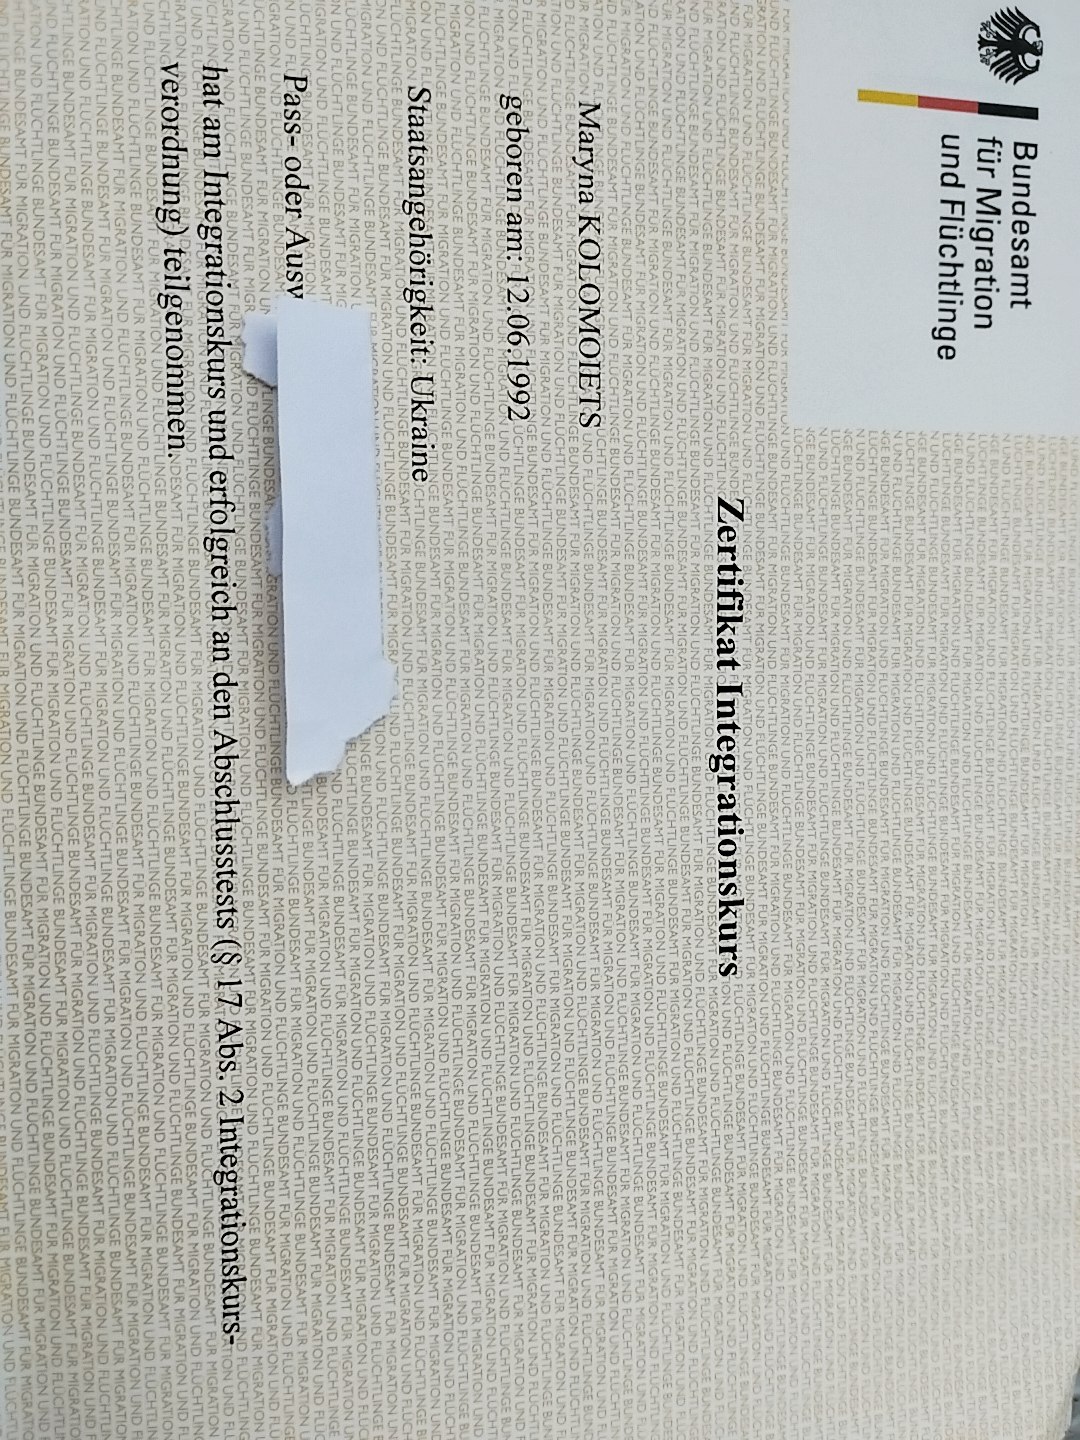 Bundesamt
für Migration
und Flüchtlinge
Zertifikat Integrationskurs
Maryna KOLOMOIETS
geboren am: 12.06.1992
Staatsangehörigkeit: Ukraine
Pass- oder Ausw
hat am Integrationskurs und erfolgreich an den Abschlusstests (§ 17 Abs. 2 Integrationskurs-
verordnung) teilgenommen.